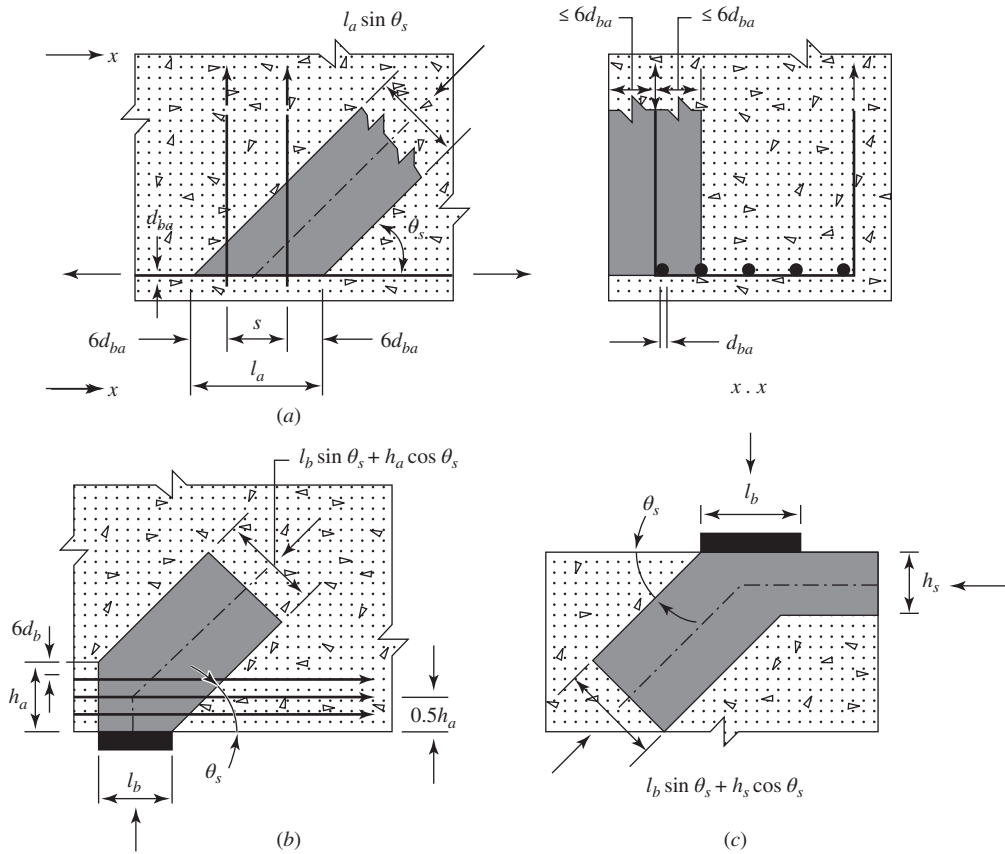 l_a sin θ_s
x
d_ba
θ_s
6d_ba
s
6d_ba
l_a
x
(a)
≤ 6d_ba ≤ 6d_ba
d_ba
x . x
l_b sin θ_s + h_a cos θ_s
6d_b
h_a
0.5h_a
θ_s
l_b
(b)
l_b
θ_s
h_s
l_b sin θ_s + h_s cos θ_s
(c)